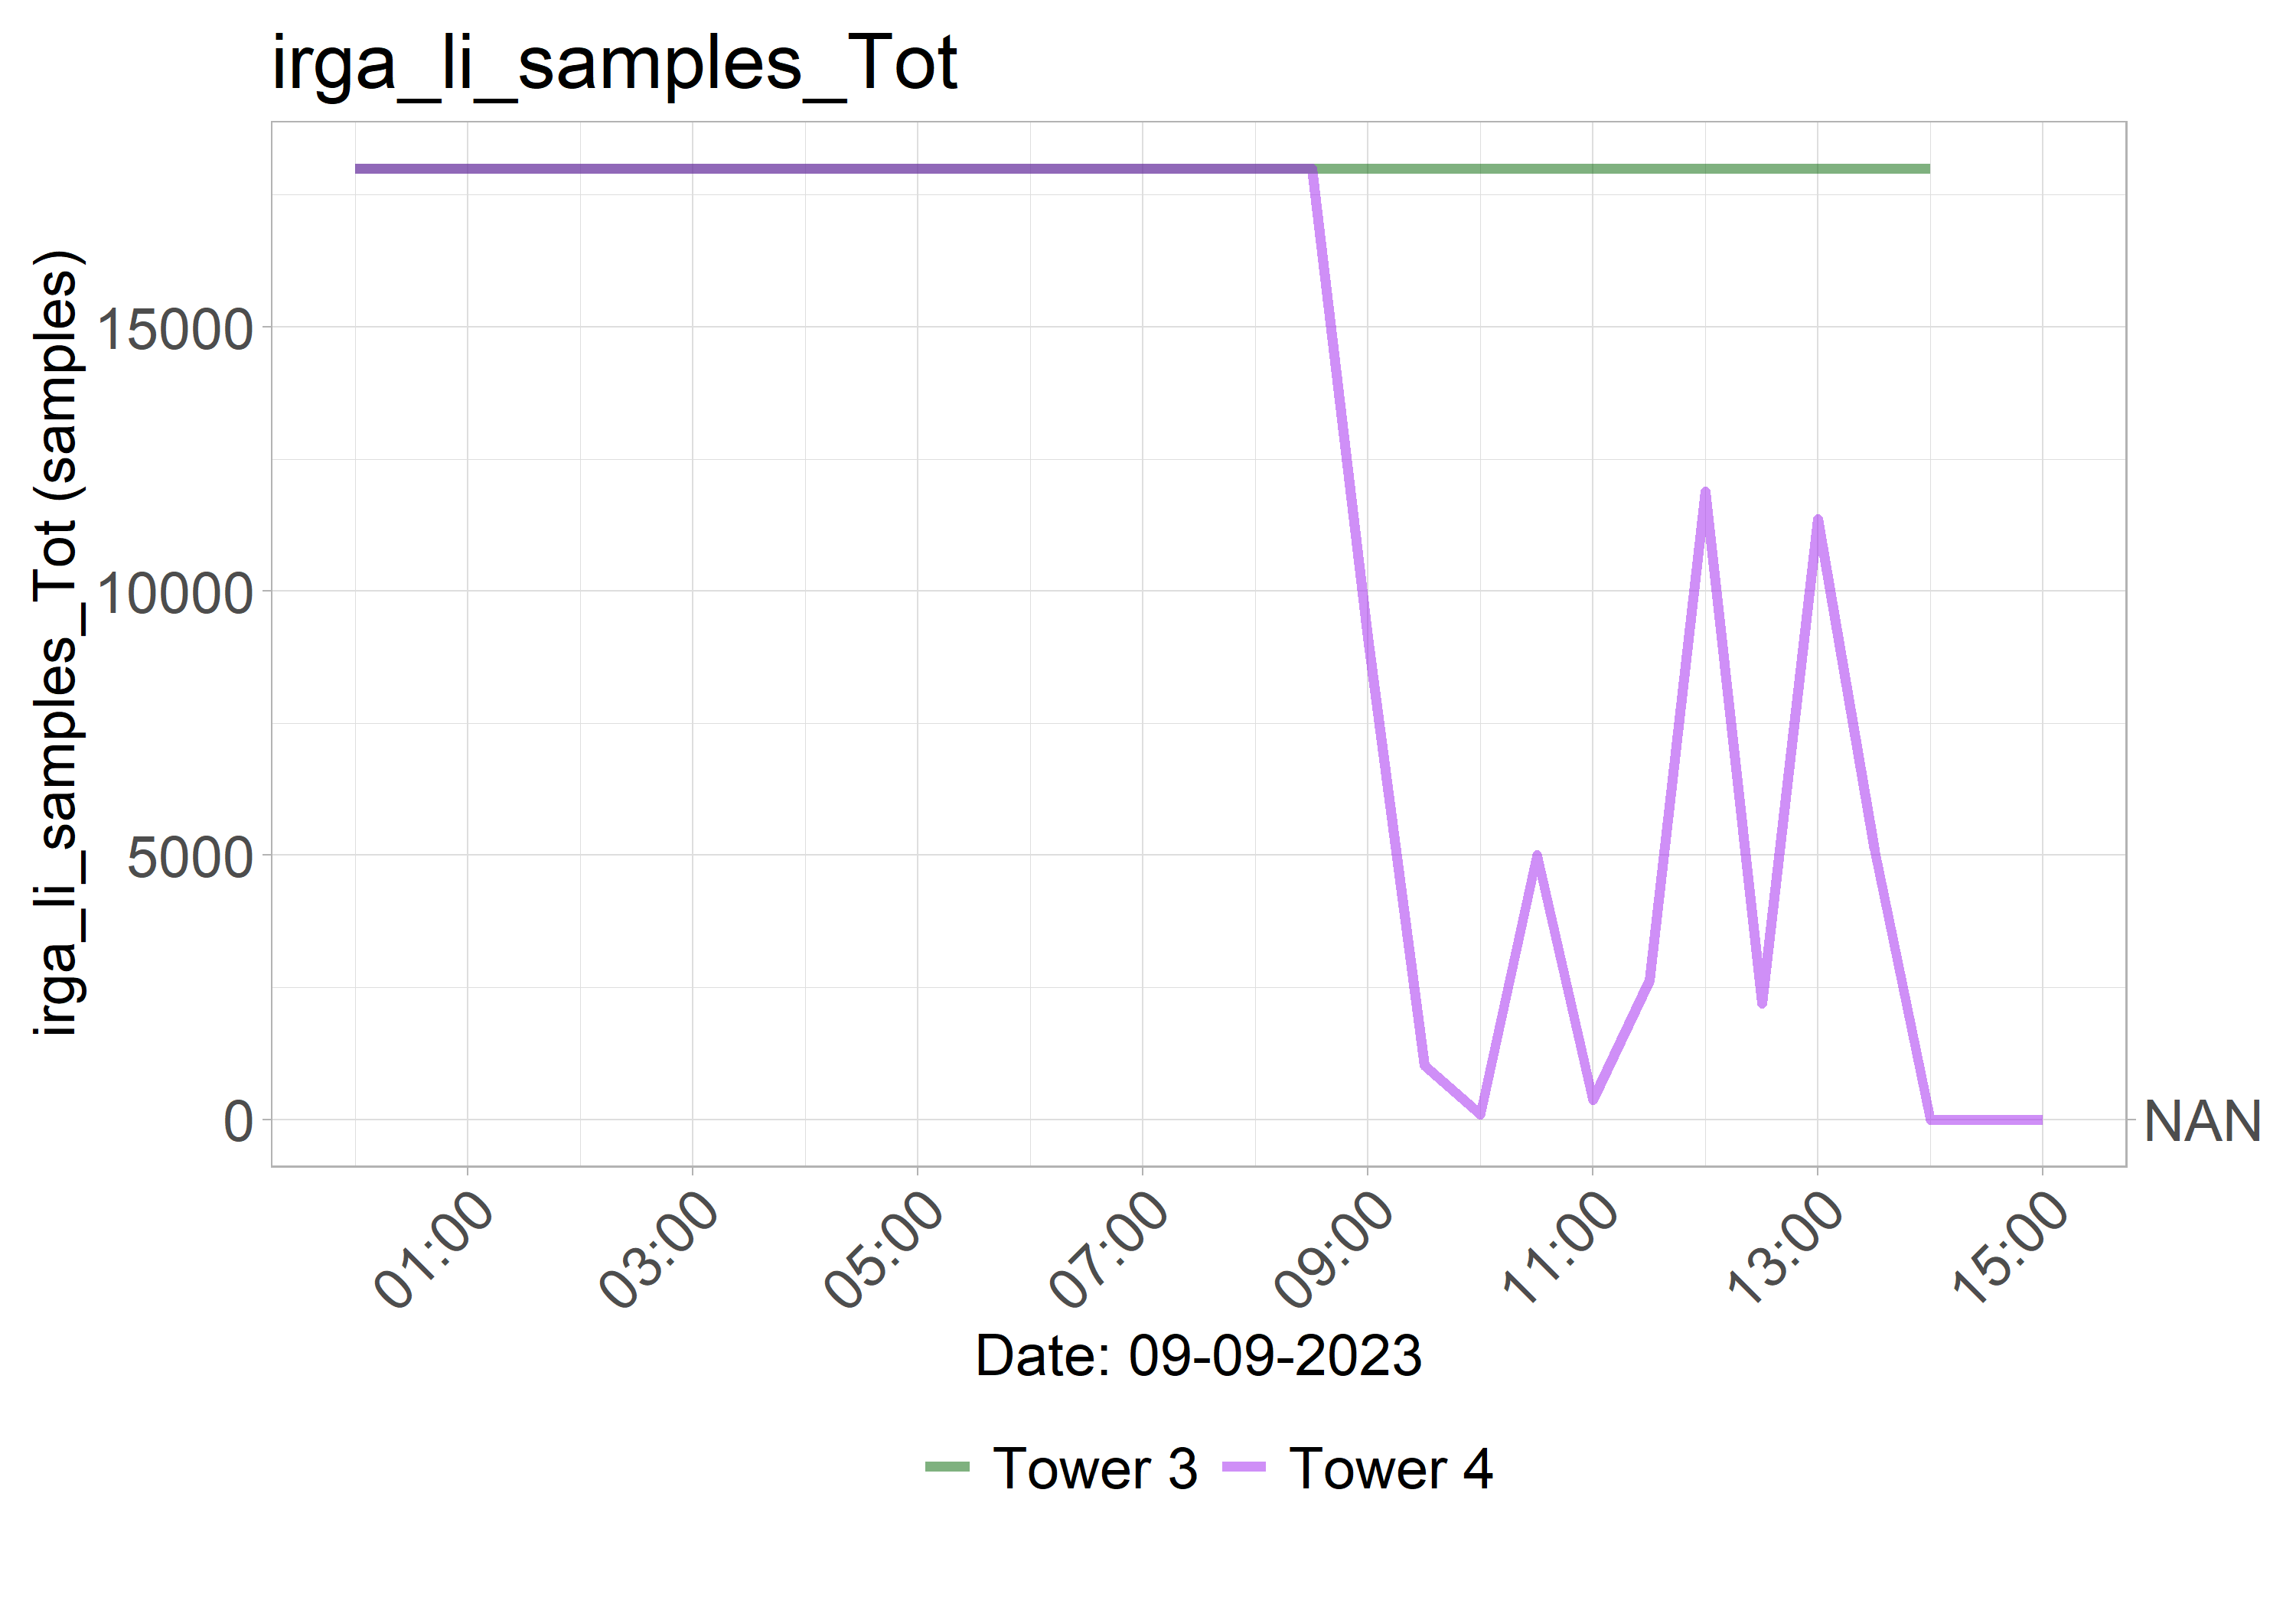 irga_li_samples_Tot
irga_li_samples_Tot (samples)
15000
10000
5000
0
NAN
01:00
03:00
05:00
07:00
09:00
11:00
13:00
15:00
Date: 09-09-2023
Tower 3
Tower 4